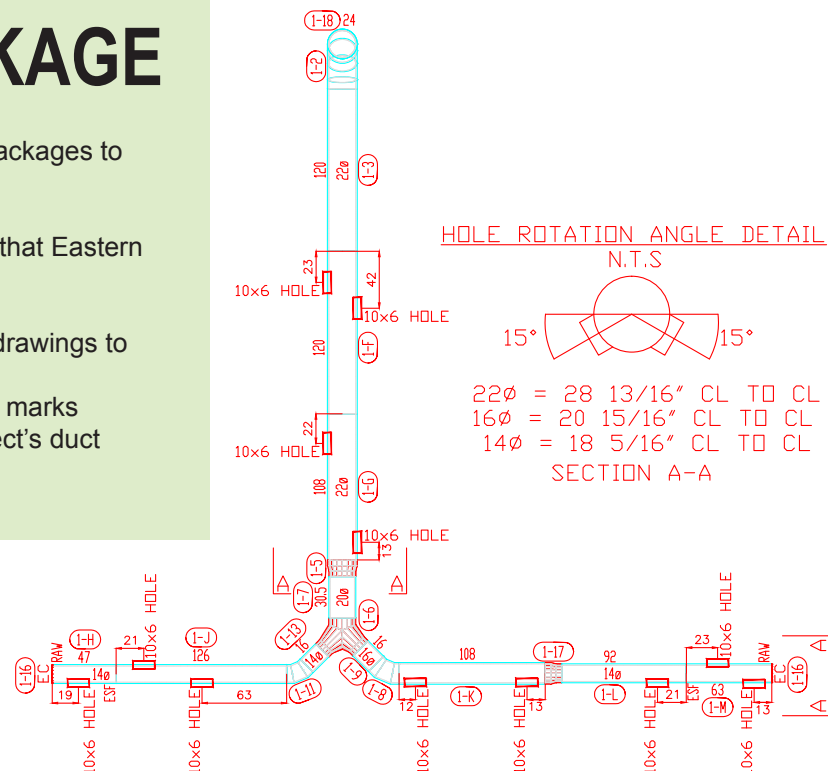 KAGE
ackages to
that Eastern
drawings to
marks
ect's duct
1-18 24
1-2
120 22ø 1-3
23
42
10x6 HOLE
10x6 HOLE
120 1-F
22
10x6 HOLE
108 22ø 1-G
10x6 HOLE
13
A A
1-5
1-7 30.5 20ø 1-6
HOLE ROTATION ANGLE DETAIL
N.T.S
15° 15°
22ø = 28 13/16" CL TO CL
16ø = 20 15/16" CL TO CL
14ø = 18 5/16" CL TO CL
SECTION A-A
1-13 16 14ø 1-11
1-9 16ø 16 1-8
1-16 EC RAW
1-H
47
14ø
ESF
21
10x6 HOLE
1-J
126
19
10x6 HOLE
63
10x6 HOLE
108
1-K
12
10x6 HOLE
13
10x6 HOLE
1-17
92
14ø
1-L
10x6 HOLE
21
ESF
23
10x6 HOLE
63
1-M
13
10x6 HOLE
RAW
EC
1-16
A
A